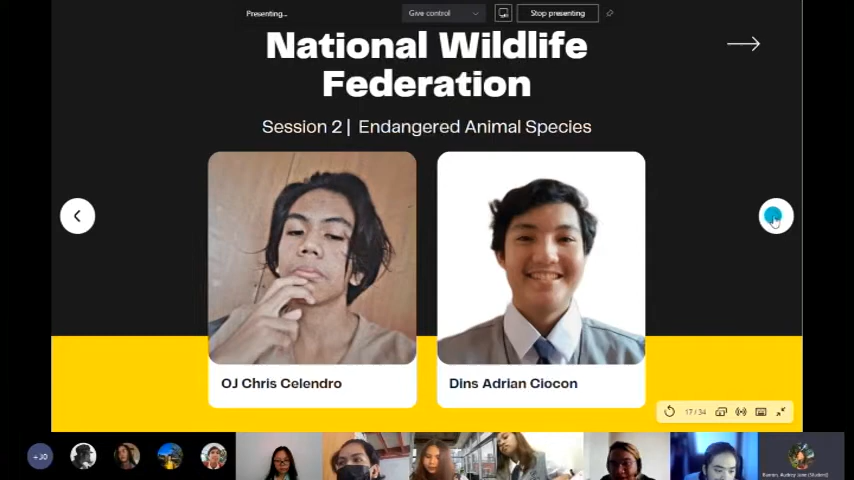 Presenting...
Give control
Stop presenting
National Wildlife
Federation
Session 2 | Endangered Animal Species
OJ Chris Celendro
Dins Adrian Ciocon
17 / 34
+30